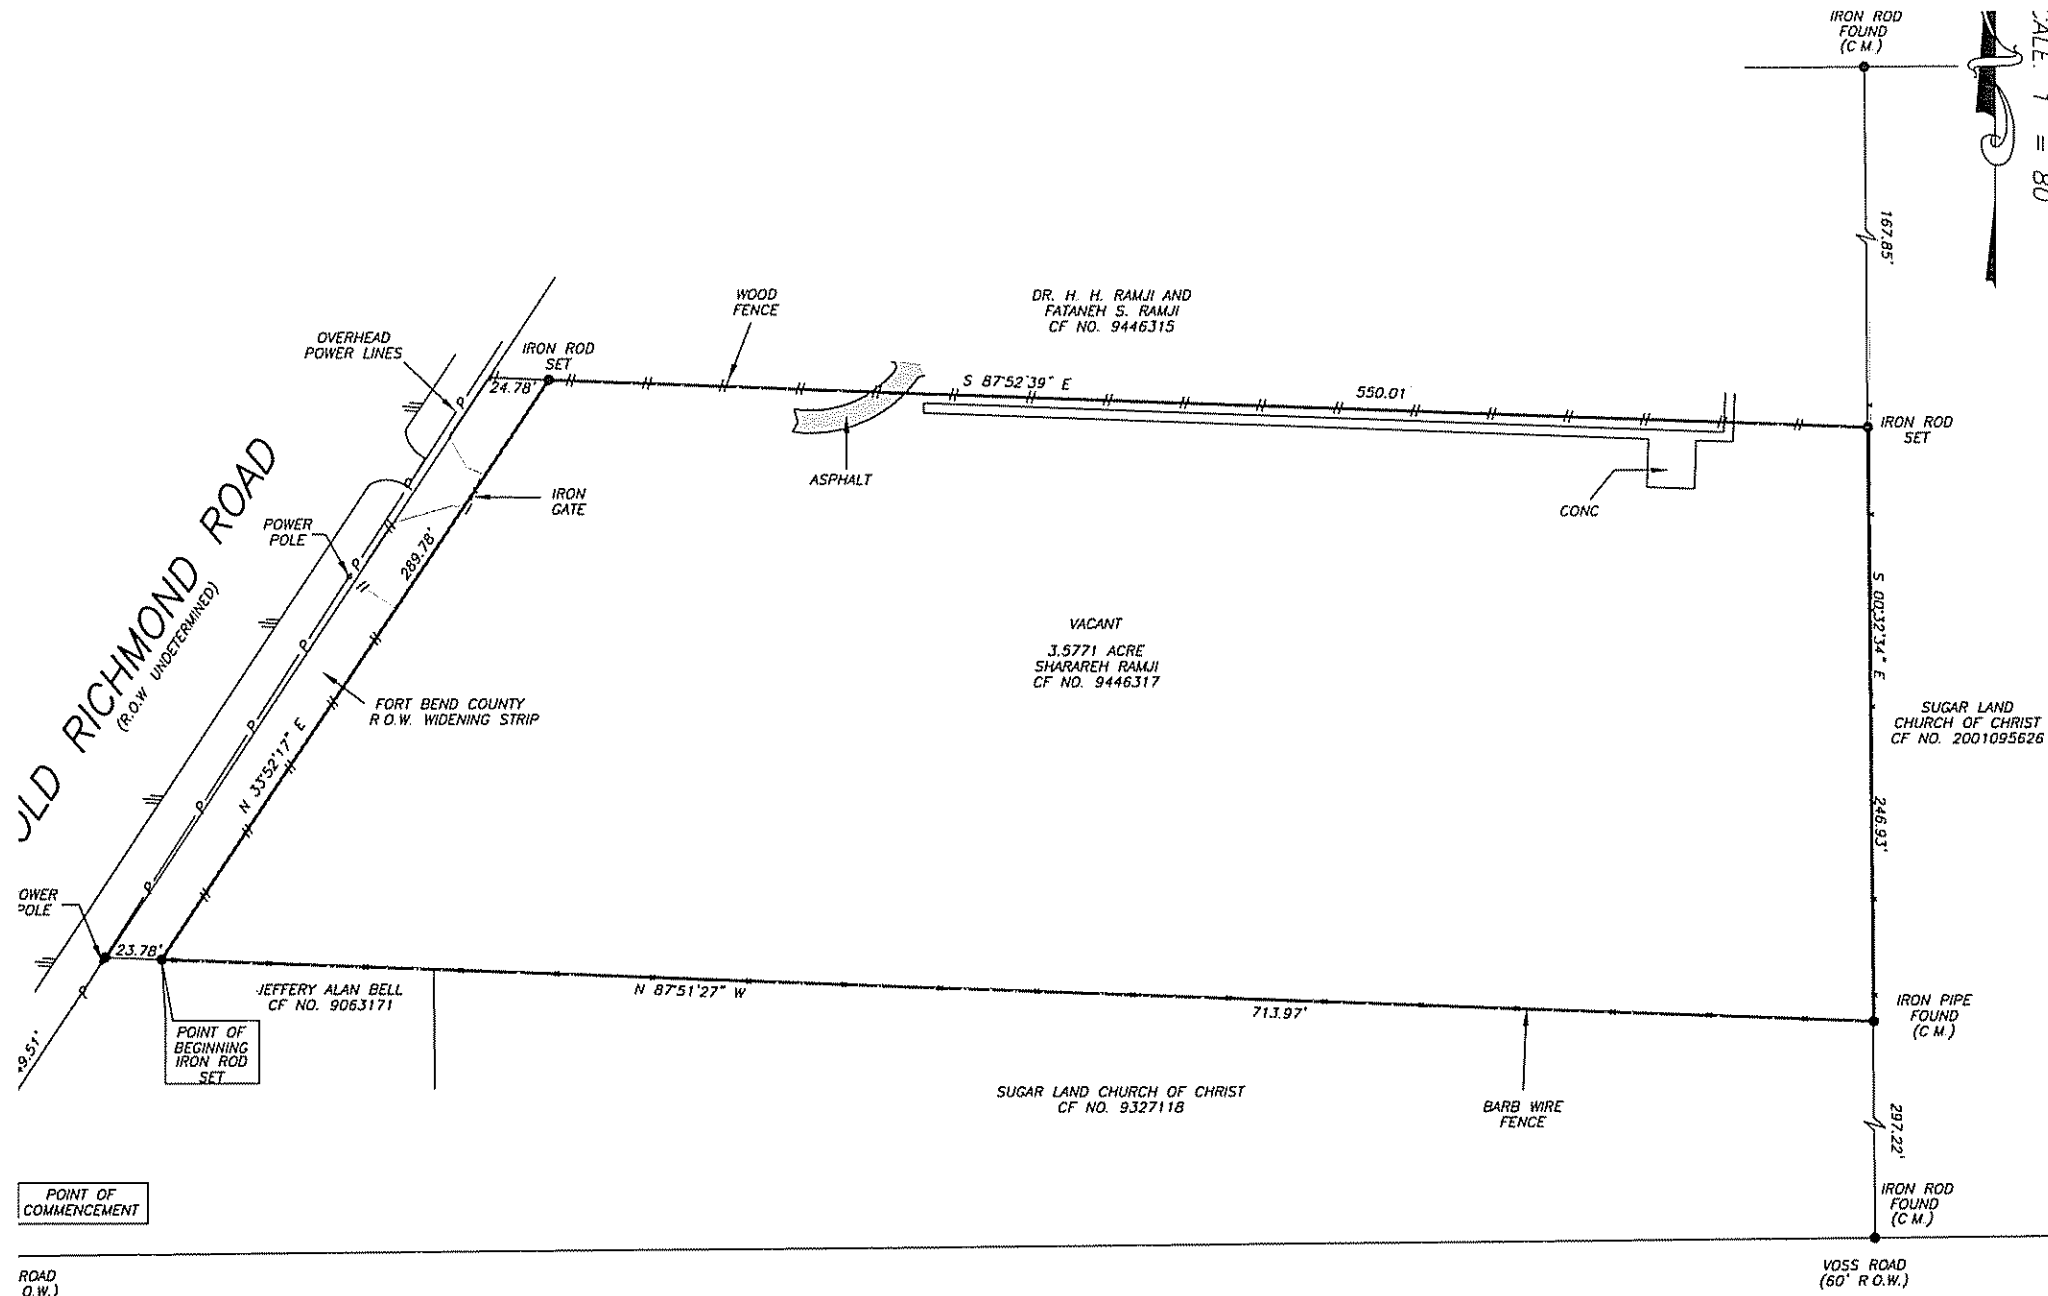 IRON ROD
FOUND
(C M.)
= 80
167.85'
DR. H. H. RAMJI AND
FATANEH S. RAMJI
CF NO. 9446315
WOOD
FENCE
OVERHEAD
POWER LINES
IRON ROD
SET
24.78'
S 87°52'39" E
550.01
IRON ROD
SET
P
P
P
P
P
P
P
ASPHALT
IRON
GATE
CONC
POWER
POLE
289.78'
RICHMOND ROAD
(R.O.W UNDETERMINED)
VACANT
3.5771 ACRE
SHARAREH RAMJI
CF NO. 9446317
S 00°32'34" E
FORT BEND COUNTY
R O.W. WIDENING STRIP
N 33°52'17" E
SUGAR LAND
CHURCH OF CHRIST
CF NO. 2001095626
246.93'
23.78'
JEFFERY ALAN BELL
CF NO. 9063171
N 87°51'27" W
713.97'
IRON PIPE
FOUND
(C M.)
POINT OF
BEGINNING
IRON ROD
SET
9.51'
SUGAR LAND CHURCH OF CHRIST
CF NO. 9327118
BARB WIRE
FENCE
297.22'
POINT OF
COMMENCEMENT
IRON ROD
FOUND
(C M.)
ROAD
O.W.)
VOSS ROAD
(60' R O.W.)